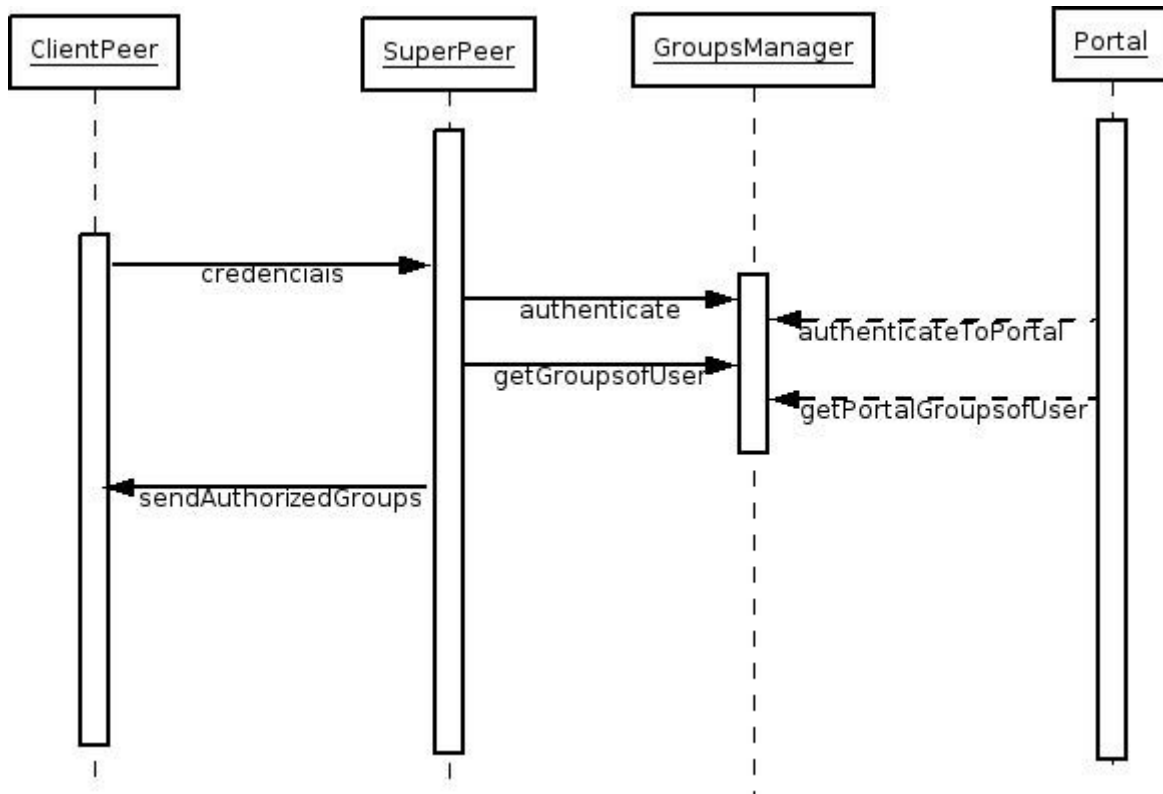 ClientPeer
SuperPeer
GroupsManager
Portal
credenciais
authenticate
authenticateToPortal
getGroupsofUser
getPortalGroupsofUser
sendAuthorizedGroups